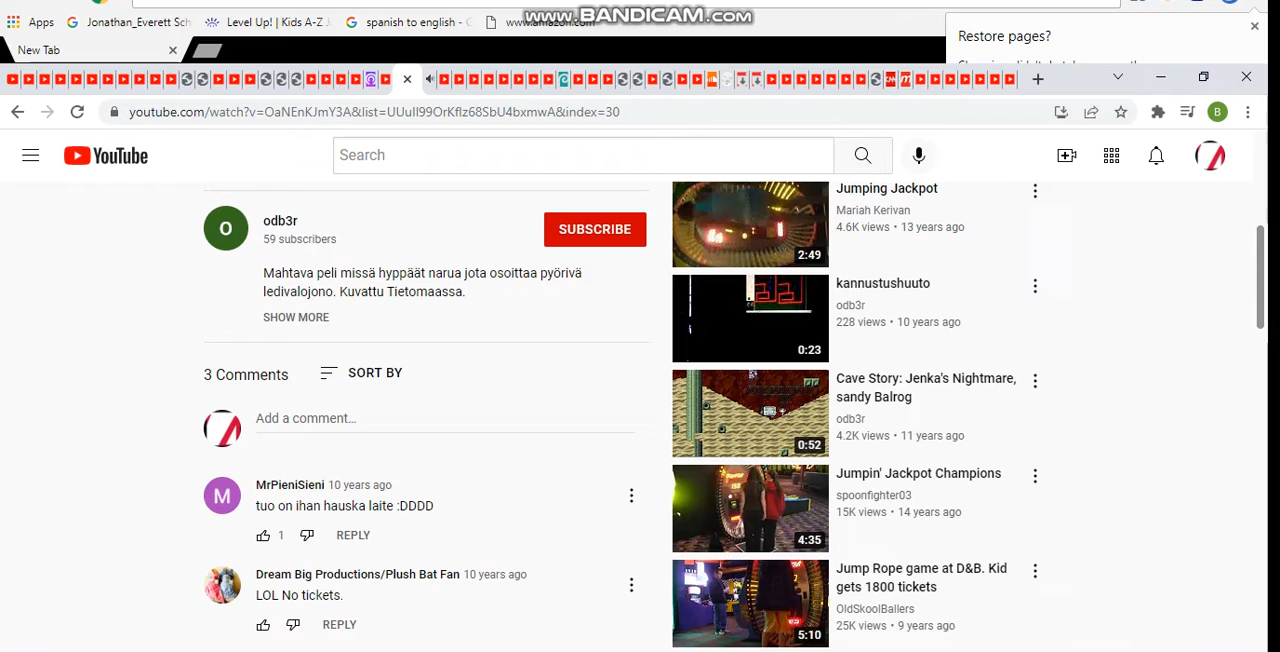 www.BANDICAM.com
Apps
Jonathan_Everett Sch
Level Up! | Kids A-Z
spanish to english -
www.amazon.com
New Tab
Restore pages?
youtube.com/watch?v=OaNEnKJmY3A&list=UUuII99OrKflz68SbU4bxmwA&index=30
B
YouTube
Search
O
odb3r
59 subscribers
SUBSCRIBE
Mahtava peli missä hyppäät narua jota osoittaa pyörivä
ledivalojono. Kuvattu Tietomaassa.
SHOW MORE
3 Comments
SORT BY
Add a comment...
M
MrPieniSieni 10 years ago
tuo on ihan hauska laite :DDDD
1
REPLY
Dream Big Productions/Plush Bat Fan 10 years ago
LOL No tickets.
REPLY
Jumping Jackpot
Mariah Kerivan
4.6K views • 13 years ago
2:49
kannustushuuto
odb3r
228 views • 10 years ago
0:23
Cave Story: Jenka's Nightmare,
sandy Balrog
odb3r
4.2K views • 11 years ago
0:52
Jumpin' Jackpot Champions
spoonfighter03
15K views • 14 years ago
4:35
Jump Rope game at D&B. Kid
gets 1800 tickets
OldSkoolBallers
25K views • 9 years ago
5:10